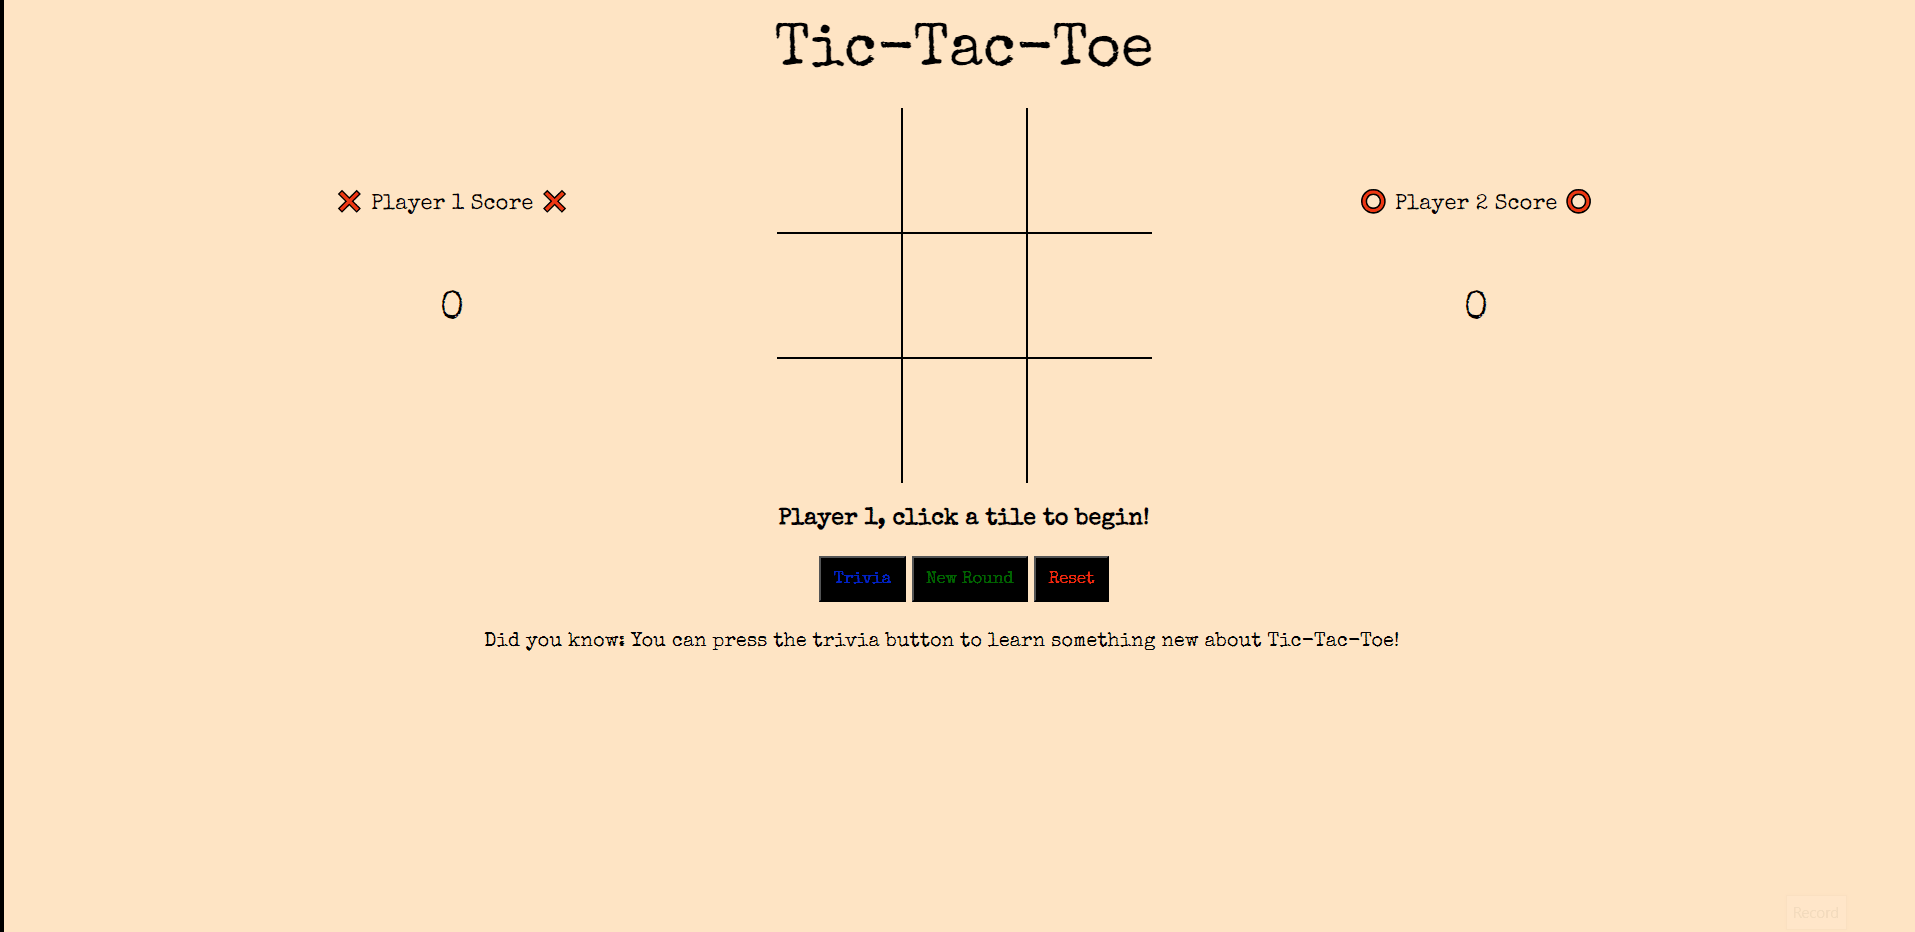 Tic-Tac-Toe
❌ Player 1 Score ❌
⭕ Player 2 Score ⭕
0
0
Player 1, click a tile to begin!
Trivia
New Round
Reset
Did you know: You can press the trivia button to learn something new about Tic-Tac-Toe!
Record